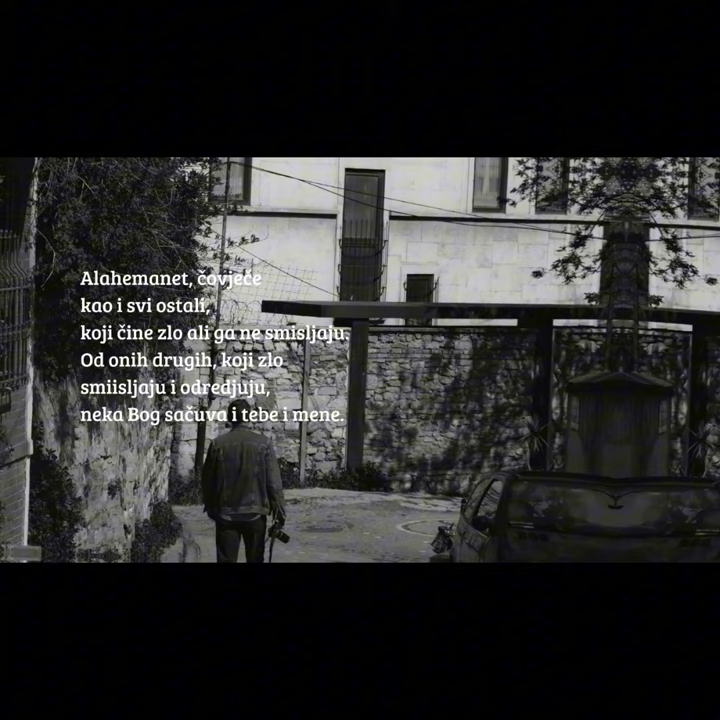 Alahemanet, čovječe
kao i svi ostali,
koji čine zlo ali ga ne smisljaju.
Od onih drugih, koji zlo
smiisljaju i odredjuju,
neka Bog sačuva i tebe i mene.